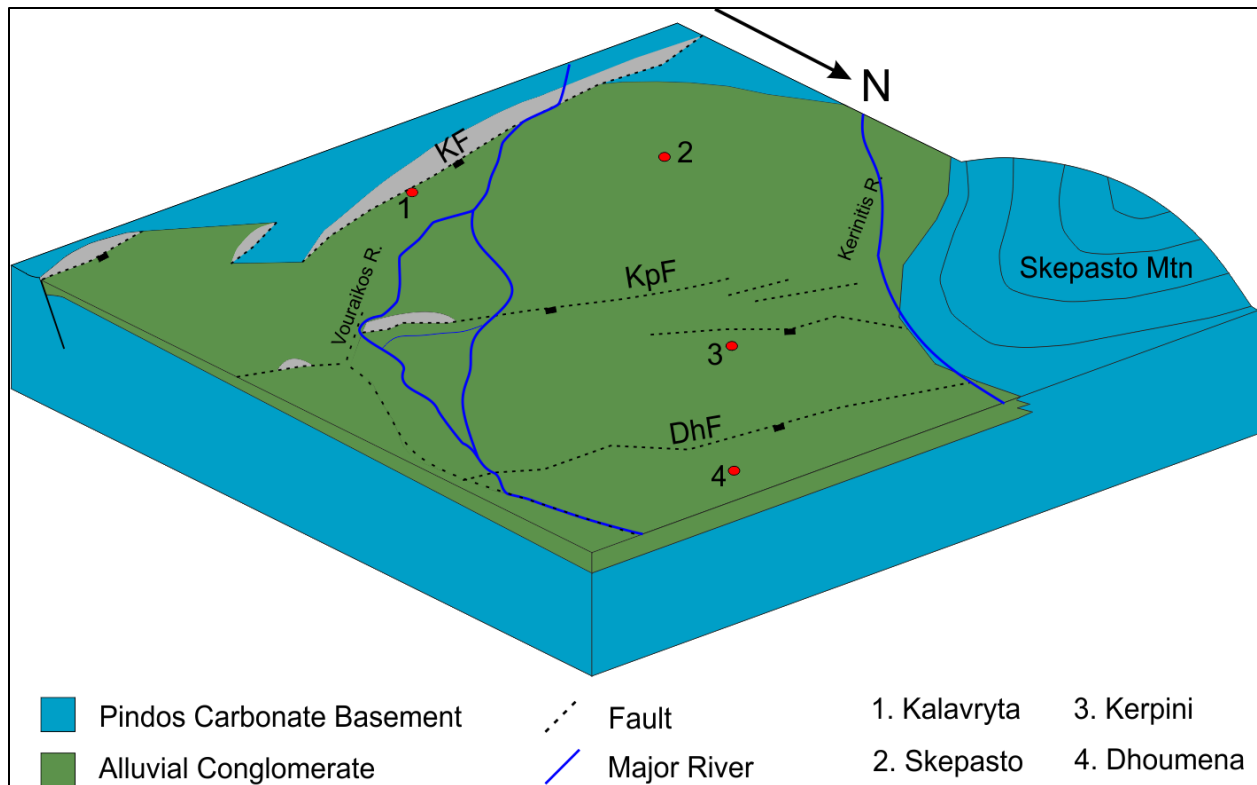 N
KF
2
1
Kerinitis R.
Vouraikos R.
KpF
Skepasto Mtn
3
DhF
4
Pindos Carbonate Basement
Alluvial Conglomerate
Fault
Major River
1. Kalavryta
2. Skepasto
3. Kerpini
4. Dhoumena